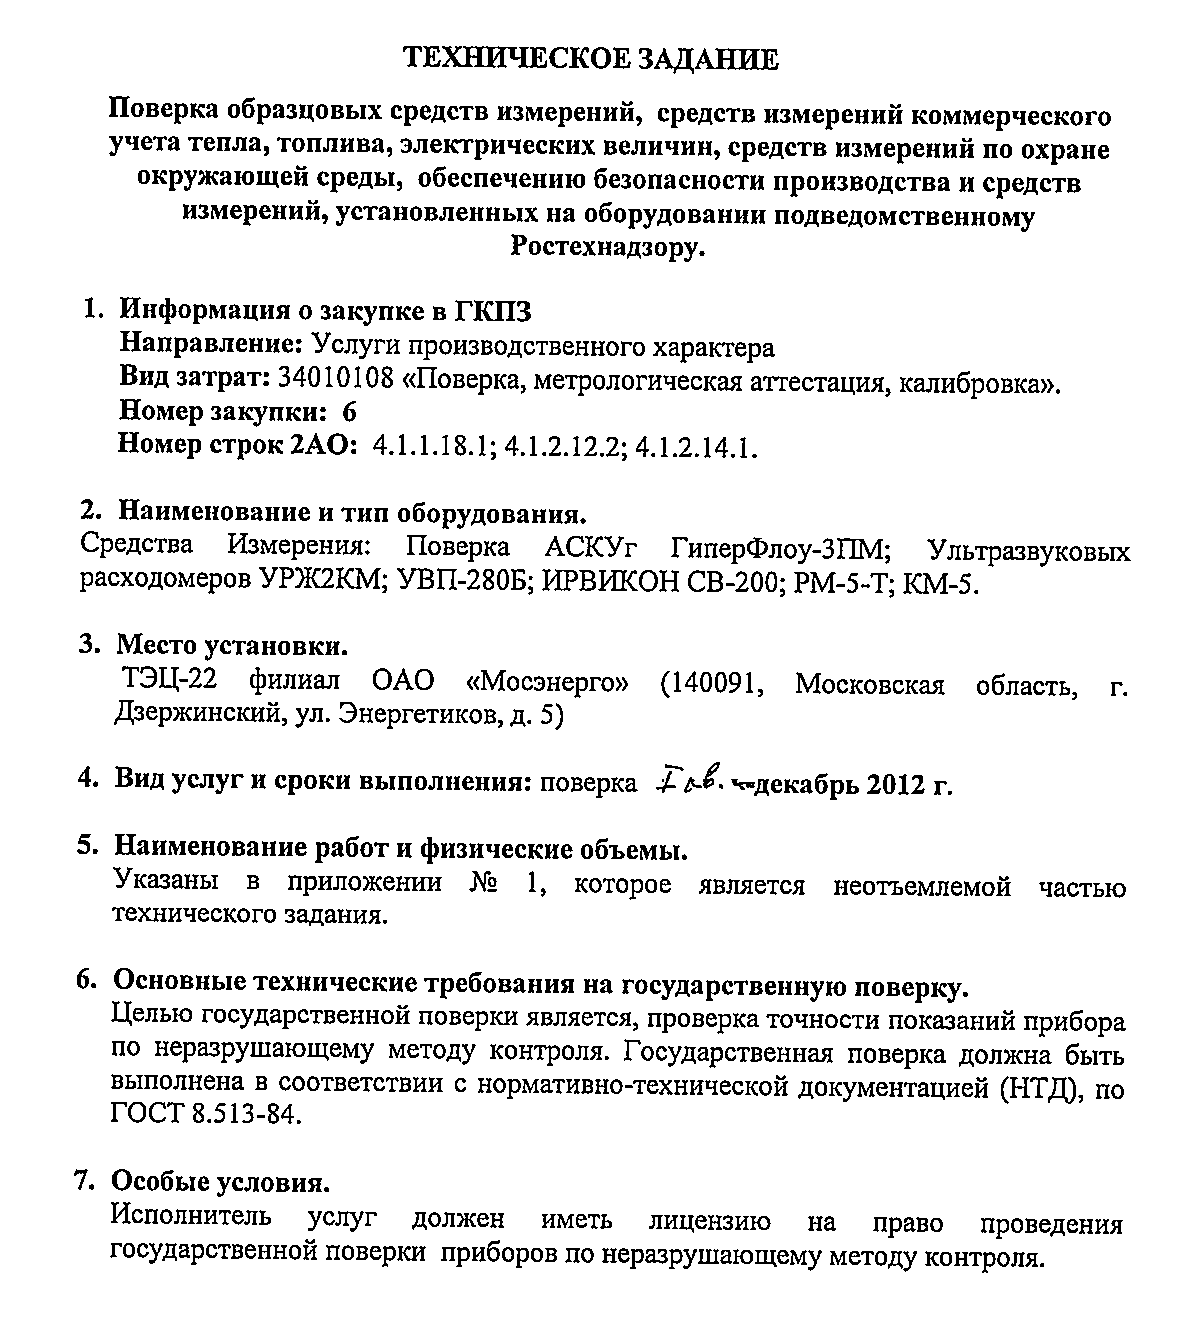 ТЕХНИЧЕСКОЕ ЗАДАНИЕ
Поверка образцовых средств измерений, средств измерений коммерческого
учета тепла, топлива, электрических величин, средств измерений по охране
окружающей среды, обеспечению безопасности производства и средств
измерений, установленных на оборудовании подведомственному
Ростехнадзору.
1. Информация о закупке в ГКПЗ
Направление: Услуги производственного характера
Вид затрат: 34010108 «Поверка, метрологическая аттестация, калибровка».
Номер закупки: 6
Номер строк 2АО: 4.1.1.18.1; 4.1.2.12.2; 4.1.2.14.1.
2. Наименование и тип оборудования.
Средства Измерения: Поверка АСКУг ГиперФлоу-3ПМ; Ультразвуковых
расходомеров УРЖ2КМ; УВП-280Б; ИРВИКОН СВ-200; РМ-5-Т; КМ-5.
3. Место установки.
ТЭЦ-22 филиал ОАО «Мосэнерго» (140091, Московская область, г.
Дзержинский, ул. Энергетиков, д. 5)
4. Вид услуг и сроки выполнения: поверка -декабрь 2012 г.
5. Наименование работ и физические объемы.
Указаны в приложении № 1, которое является неотъемлемой частью
технического задания.
6. Основные технические требования на государственную поверку.
Целью государственной поверки является, проверка точности показаний прибора
по неразрушающему методу контроля. Государственная поверка должна быть
выполнена в соответствии с нормативно-технической документацией (НТД), по
ГОСТ 8.513-84.
7. Особые условия.
Исполнитель услуг должен иметь лицензию на право проведения
государственной поверки приборов по неразрушающему методу контроля.